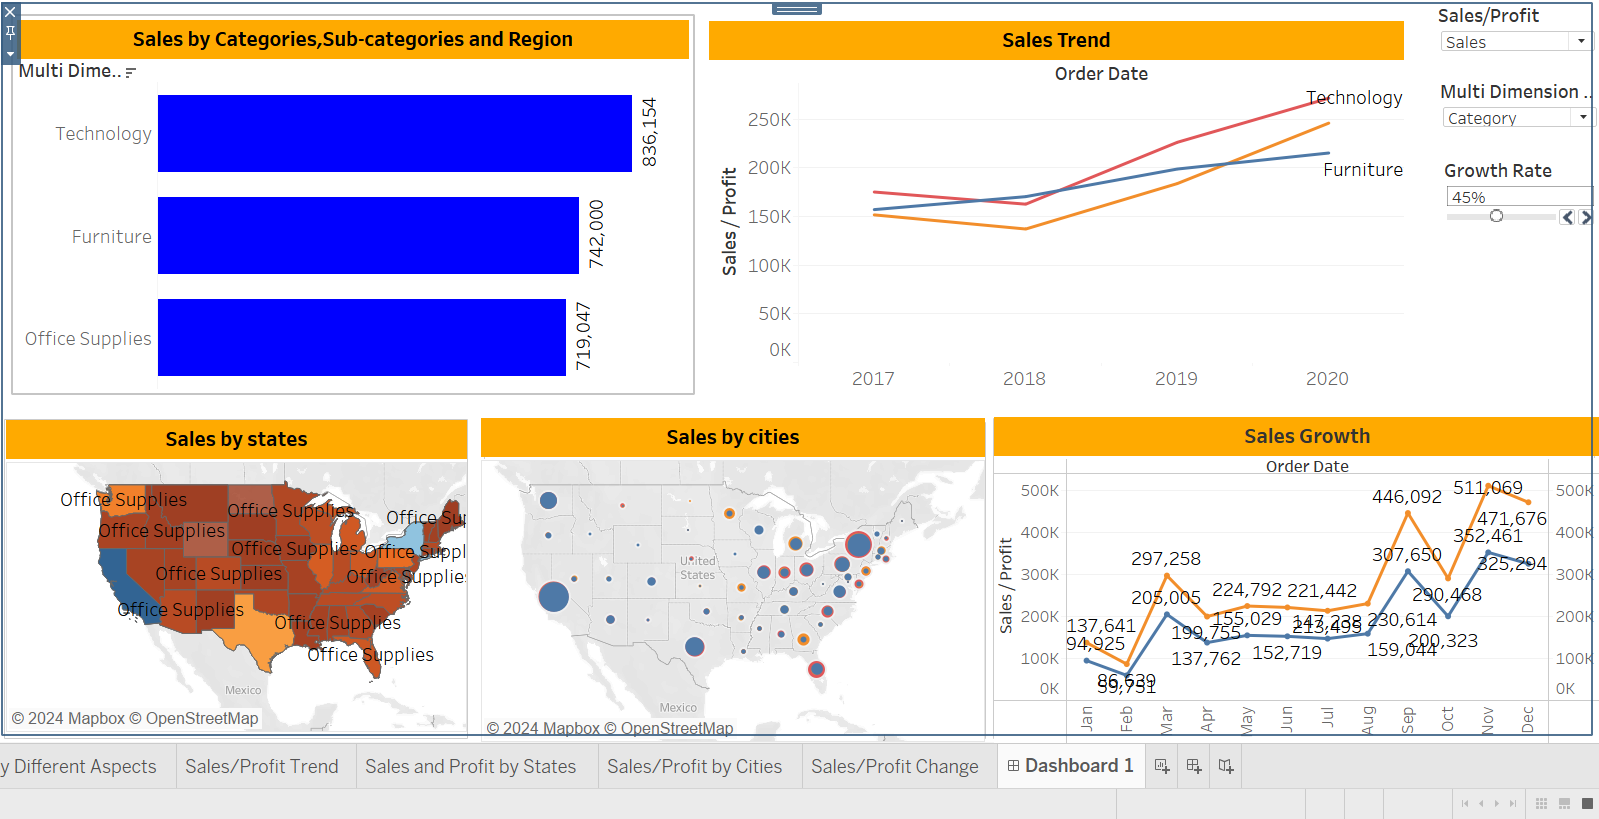 Sales by Categories,Sub-categories and Region
Multi Dime..
Technology
836,154
Furniture
742,000
Office Supplies
719,047
Sales Trend
Order Date
Sales / Profit
250K
200K
150K
100K
50K
0K
2017
2018
2019
2020
Technology
Furniture
Sales/Profit
Sales
Multi Dimension ..
Category
Growth Rate
45%
Sales by states
Office Supplies
Office Supplies
Office Supplies
Office Sup
Office Supplies
Office Suppl
Office Supplies
Office Supplies
Office Supplies
Office Supplies
Office Supplies
Mexico
© 2024 Mapbox © OpenStreetMap
Sales by cities
United
States
Mexico
© 2024 Mapbox © OpenStreetMap
Sales Growth
Order Date
Sales / Profit
500K
400K
300K
200K
100K
0K
137,641
94,925
86,639
59,751
297,258
205,005
199,755
137,762
224,792
155,029
152,719
221,442
147,238
230,614
159,044
446,092
307,650
290,468
200,323
511,069
352,461
471,676
325,294
500K
400K
300K
200K
100K
0K
Jan
Feb
Mar
Apr
May
Jun
Jul
Aug
Sep
Oct
Nov
Dec
y Different Aspects
Sales/Profit Trend
Sales and Profit by States
Sales/Profit by Cities
Sales/Profit Change
Dashboard 1